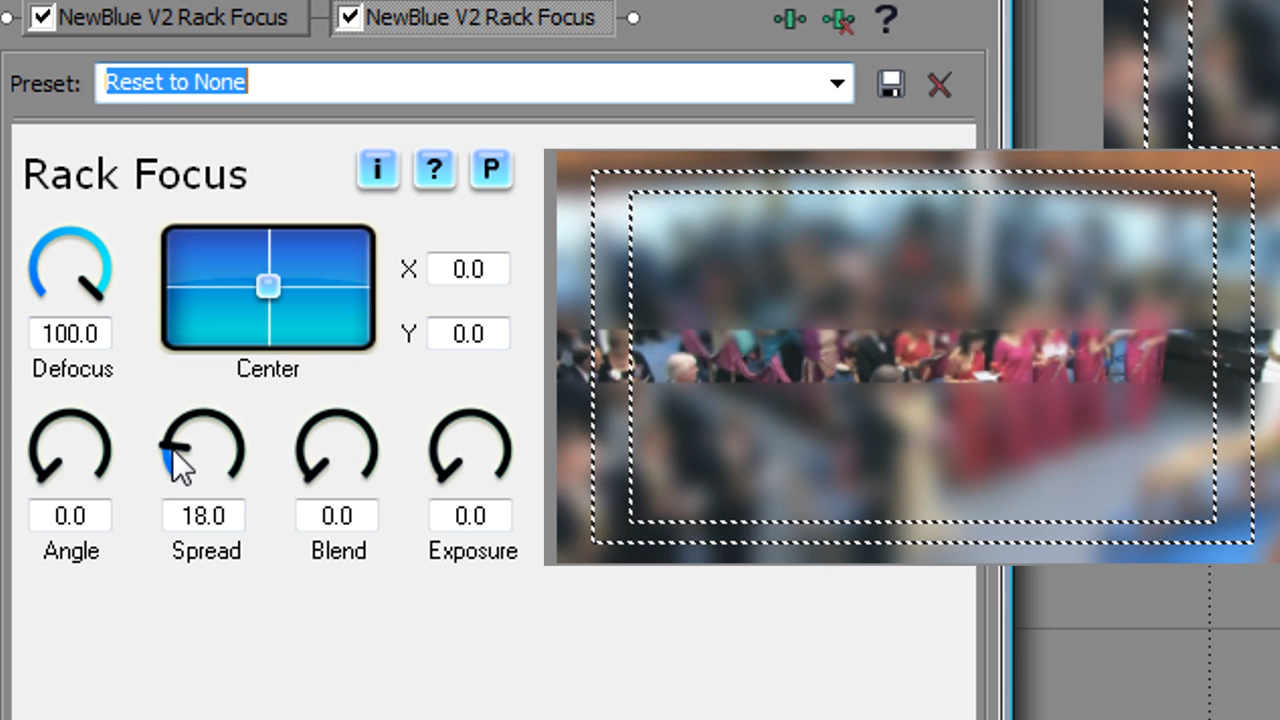 NewBlue V2 Rack Focus NewBlue V2 Rack Focus ?
Preset: Reset to None
Rack Focus i ? P
X 0.0
100.0 Y 0.0
Defocus Center
0.0 18.0 0.0 0.0
Angle Spread Blend Exposure